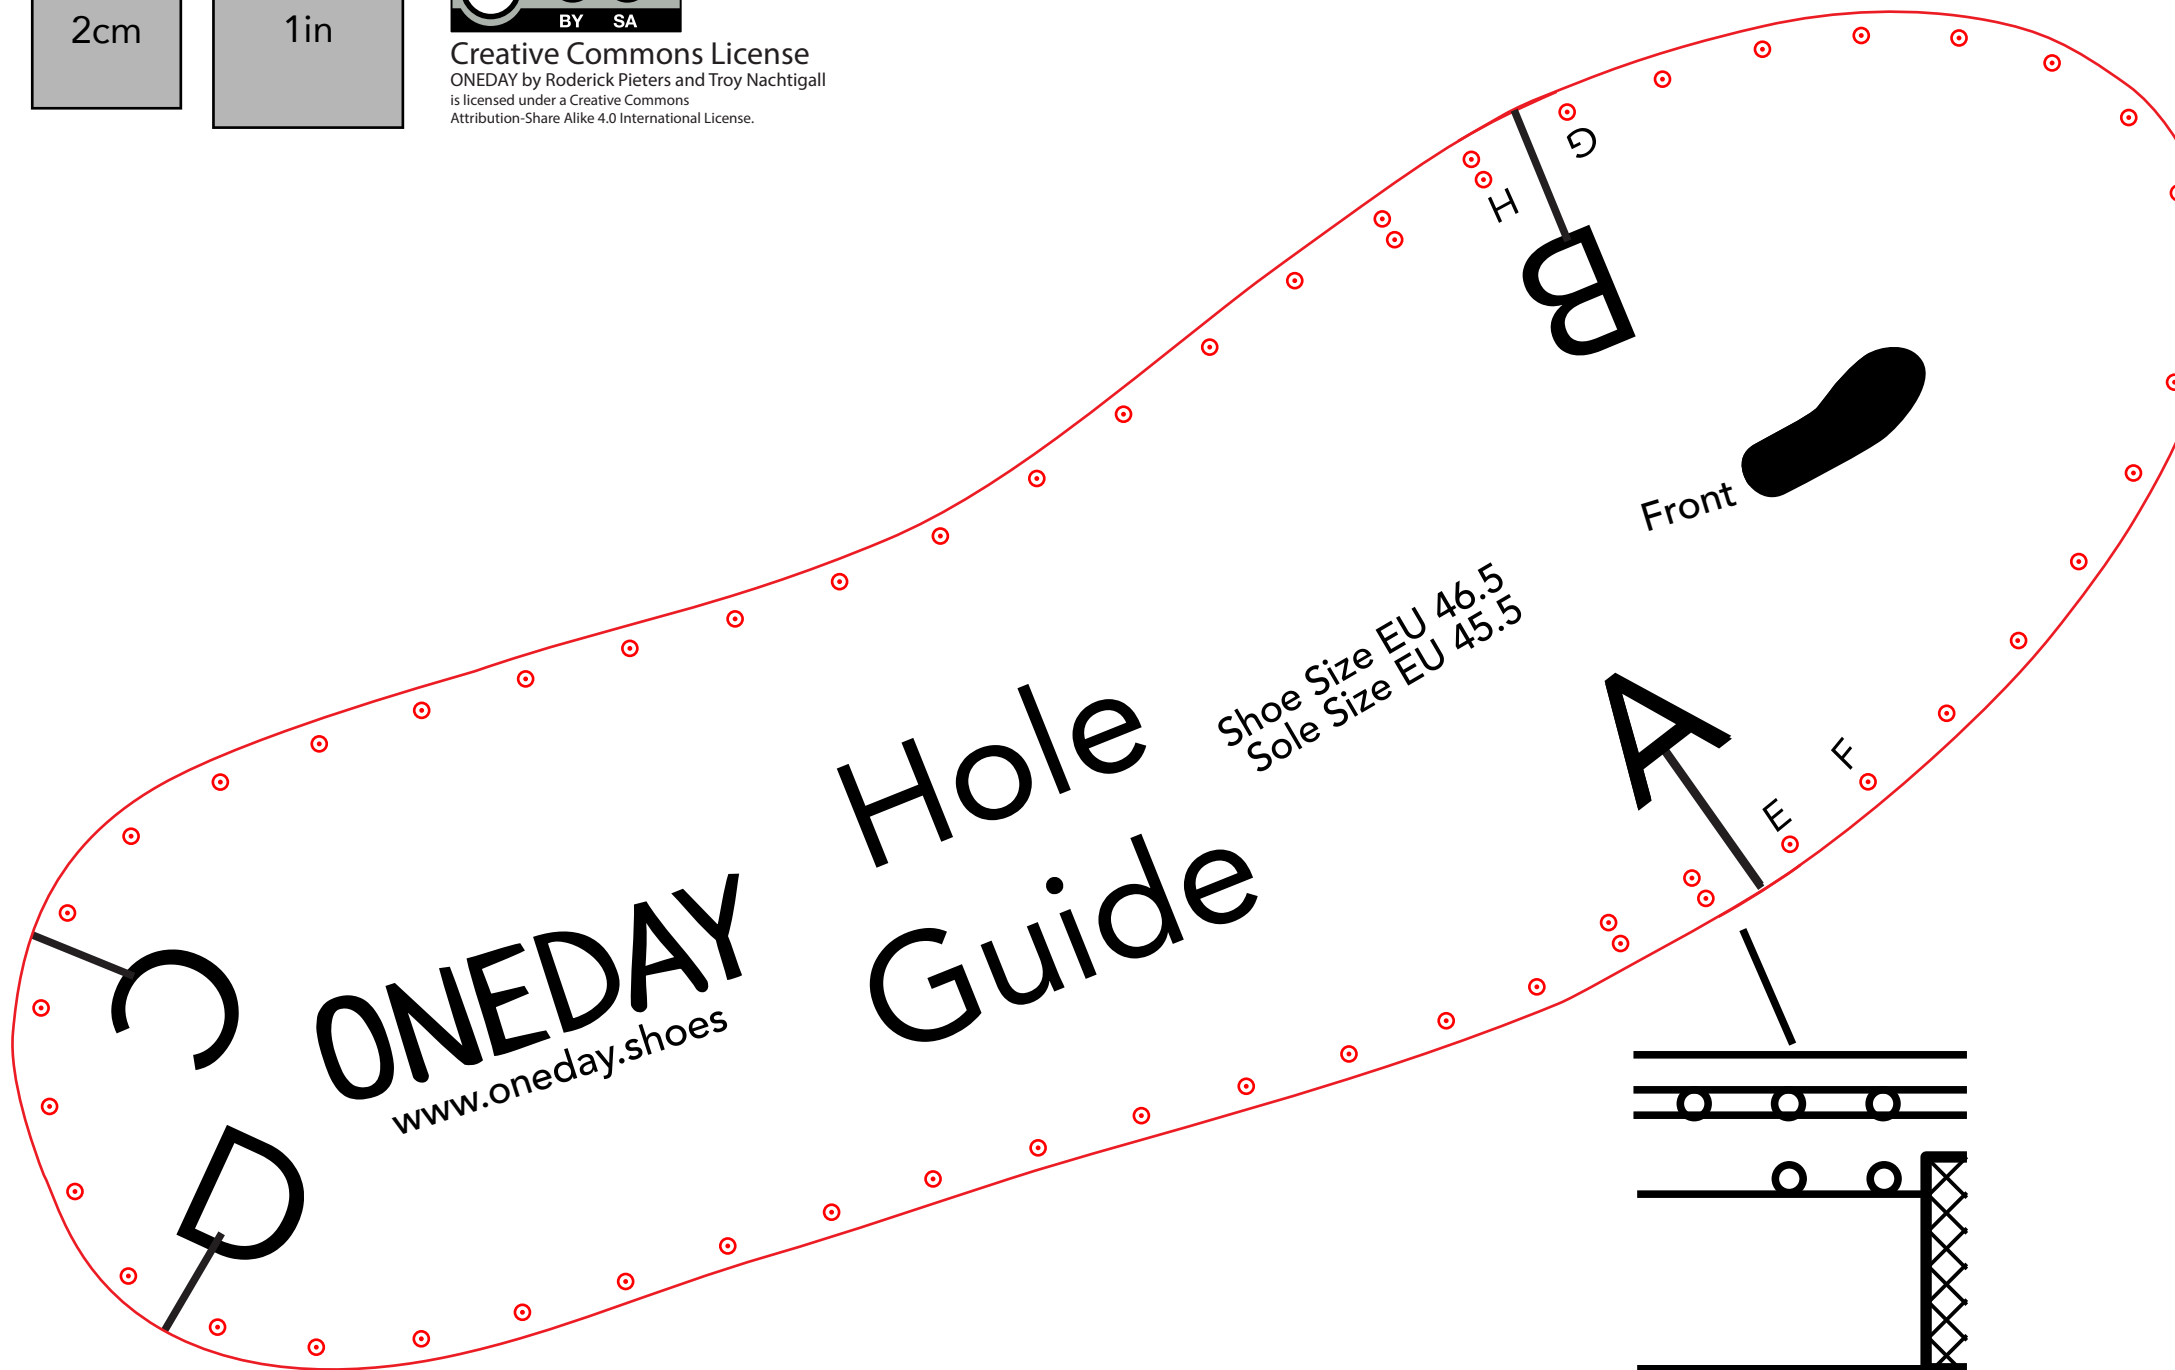 2cm
1in
BY SA
Creative Commons License
ONEDAY by Roderick Pieters and Troy Nachtigall
is licensed under a Creative Commons
Attribution-Share Alike 4.0 International License.
G
H
B
Front
Shoe Size EU 46.5
Sole Size EU 45.5
A
F
E
Hole
Guide
ONEDAY
www.oneday.shoes
C
D